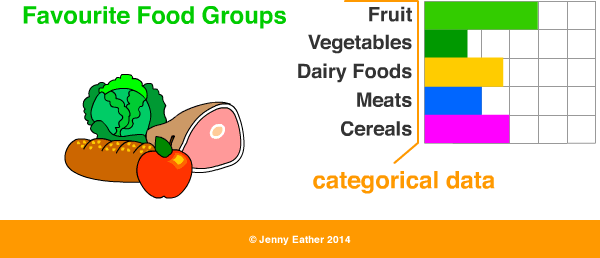 Favourite Food Groups
Fruit
Vegetables
Dairy Foods
Meats
Cereals
categorical data
© Jenny Eather 2014